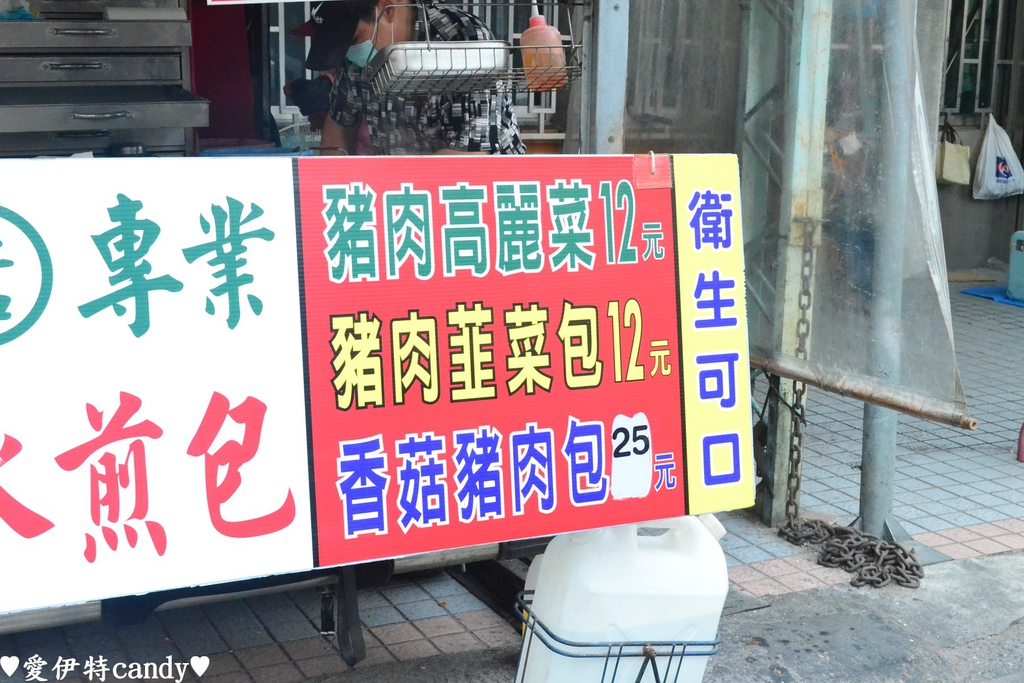 專業
煎包
豬肉高麗菜12元
豬肉韮菜包12元
香菇豬肉包25元
衛生可口
♥愛伊特candy♥